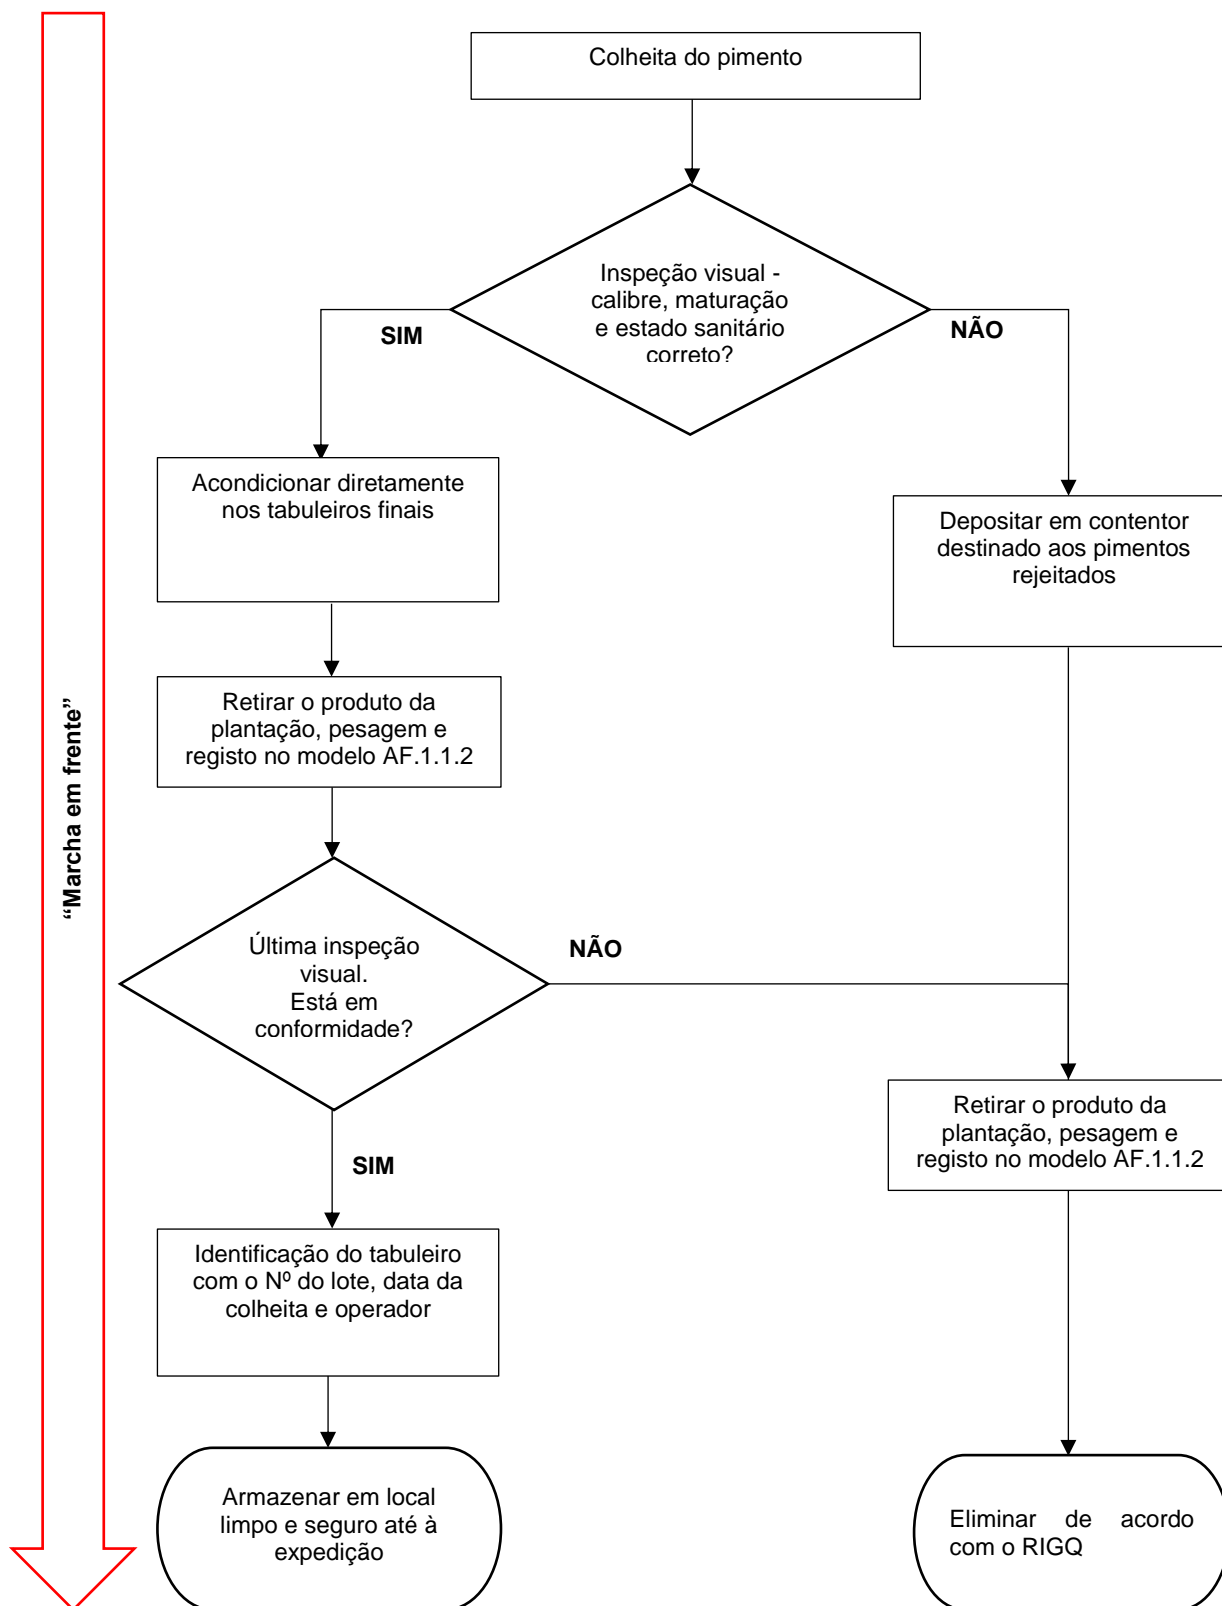 Colheita do pimento
Inspeção visual -
calibre, maturação
e estado sanitário
correto?
SIM
NÃO
Acondicionar diretamente
nos tabuleiros finais
Depositar em contentor
destinado aos pimentos
rejeitados
Retirar o produto da
plantação, pesagem e
registo no modelo AF.1.1.2
“Marcha em frente”
Última inspeção
visual.
Está em
conformidade?
NÃO
Retirar o produto da
plantação, pesagem e
registo no modelo AF.1.1.2
SIM
Identificação do tabuleiro
com o Nº do lote, data da
colheita e operador
Armazenar em local
limpo e seguro até à
expedição
Eliminar de acordo
com o RIGQ